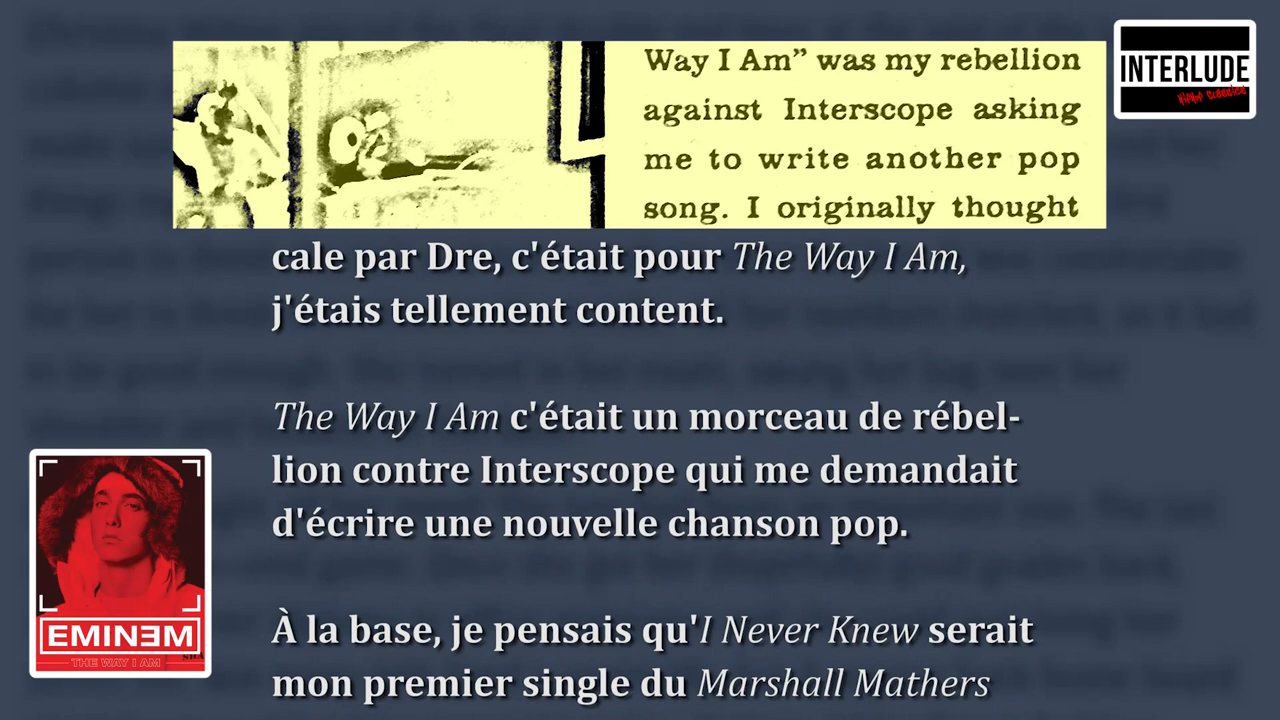 Way I Am” was my rebellion
against Interscope asking
me to write another pop
song. I originally thought
INTERLUDE
cale par Dre, c'était pour The Way I Am,
j'étais tellement content.
The Way I Am c'était un morceau de rébel-
lion contre Interscope qui me demandait
d'écrire une nouvelle chanson pop.
EMINƎM
THE WAY I AM
À la base, je pensais qu'I Never Knew serait
mon premier single du Marshall Mathers